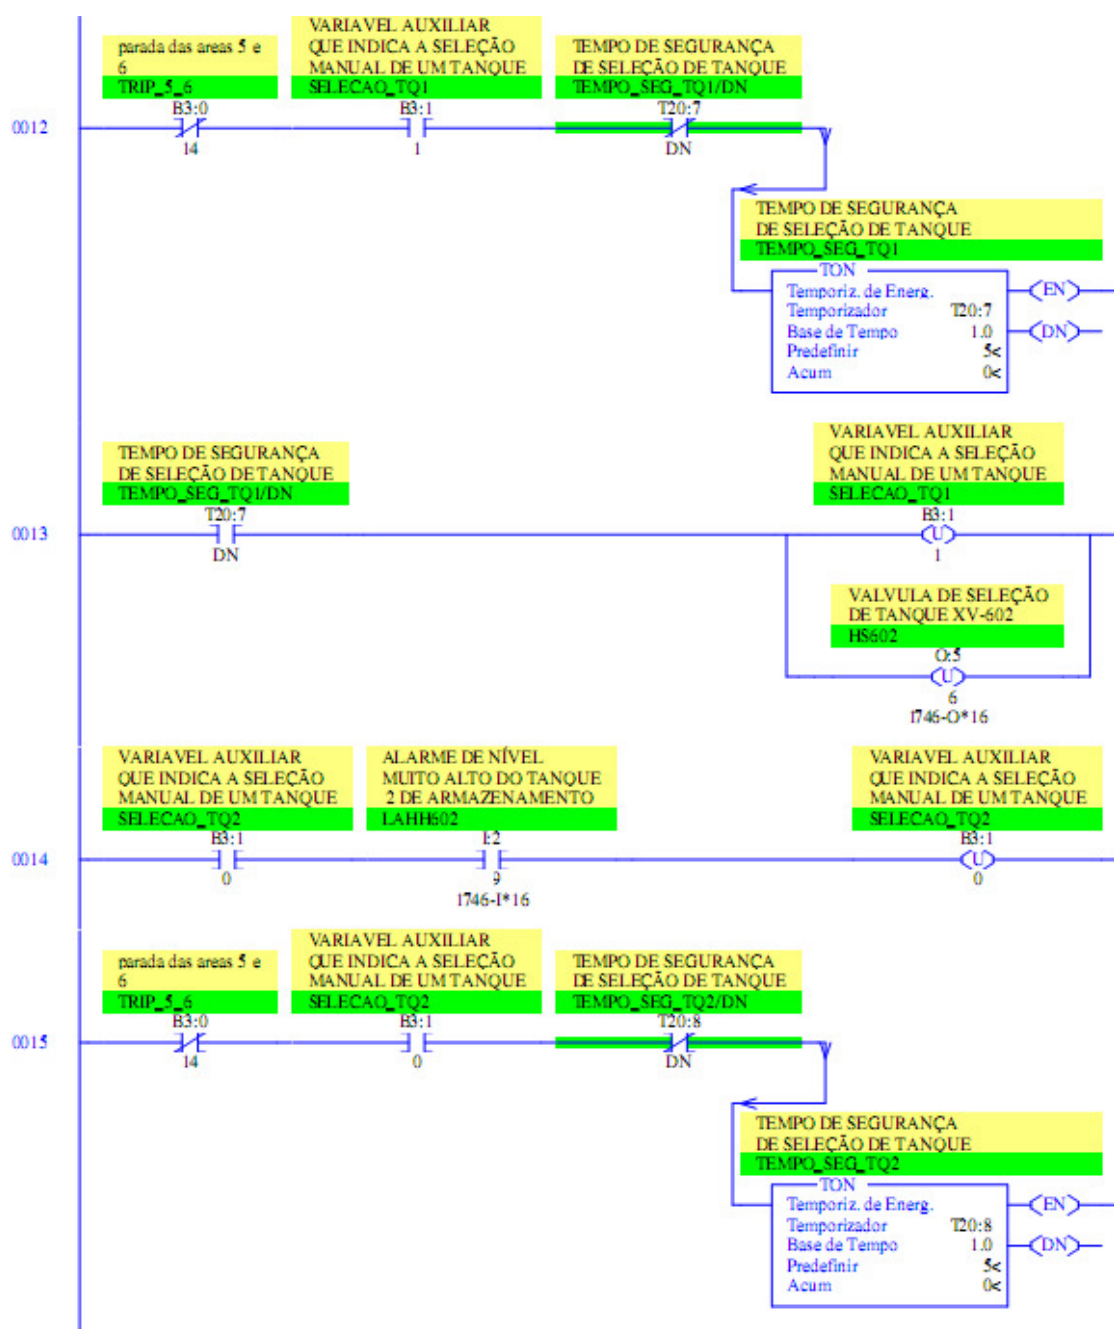 parada das areas 5 e
6
TRIP_5_6
B3:0
14
VARIAVEL AUXILIAR
QUE INDICA A SELEÇÃO
MANUAL DE UM TANQUE
SELECAO_TQ1
B3:1
1
TEMPO DE SEGURANÇA
DE SELEÇÃO DE TANQUE
TEMPO_SEG_TQ1/DN
T20:7
DN
0012
TEMPO DE SEGURANÇA
DE SELEÇÃO DE TANQUE
TEMPO_SEG_TQ1
TON
Temporiz. de Energ.
Temporizador T20:7
Base de Tempo 1.0
Predefinir 5<
Acum 0<
EN
DN
TEMPO DE SEGURANÇA
DE SELEÇÃO DE TANQUE
TEMPO_SEG_TQ1/DN
T20:7
DN
0013
VARIAVEL AUXILIAR
QUE INDICA A SELEÇÃO
MANUAL DE UM TANQUE
SELECAO_TQ1
B3:1
U
1
VALVULA DE SELEÇÃO
DE TANQUE XV-602
HS602
O:5
U
6
1746-O*16
VARIAVEL AUXILIAR
QUE INDICA A SELEÇÃO
MANUAL DE UM TANQUE
SELECAO_TQ2
B3:1
0
ALARME DE NÍVEL
MUITO ALTO DO TANQUE
2 DE ARMAZENAMENTO
LAHH602
I:2
9
1746-I*16
VARIAVEL AUXILIAR
QUE INDICA A SELEÇÃO
MANUAL DE UM TANQUE
SELECAO_TQ2
B3:1
U
0
0014
parada das areas 5 e
6
TRIP_5_6
B3:0
14
VARIAVEL AUXILIAR
QUE INDICA A SELEÇÃO
MANUAL DE UM TANQUE
SELECAO_TQ2
B3:1
0
TEMPO DE SEGURANÇA
DE SELEÇÃO DE TANQUE
TEMPO_SEG_TQ2/DN
T20:8
DN
0015
TEMPO DE SEGURANÇA
DE SELEÇÃO DE TANQUE
TEMPO_SEG_TQ2
TON
Temporiz. de Energ.
Temporizador T20:8
Base de Tempo 1.0
Predefinir 5<
Acum 0<
EN
DN